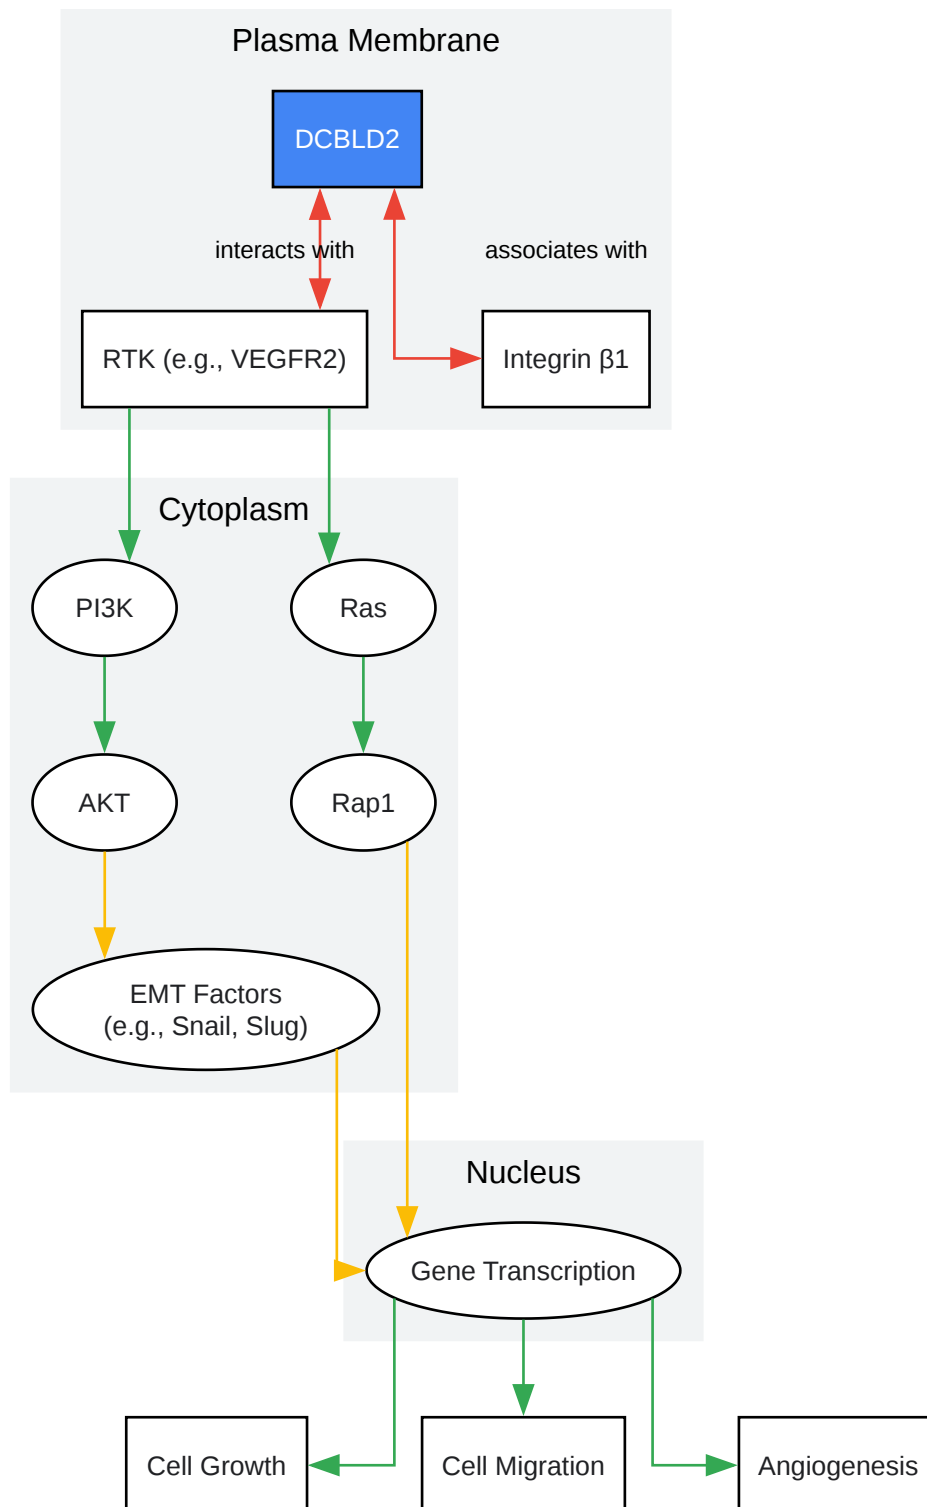 Plasma Membrane
DCBLD2
interacts with
associates with
RTK (e.g., VEGFR2)
Integrin β1
Cytoplasm
PI3K
Ras
AKT
Rap1
EMT Factors
(e.g., Snail, Slug)
Nucleus
Gene Transcription
Cell Growth
Cell Migration
Angiogenesis